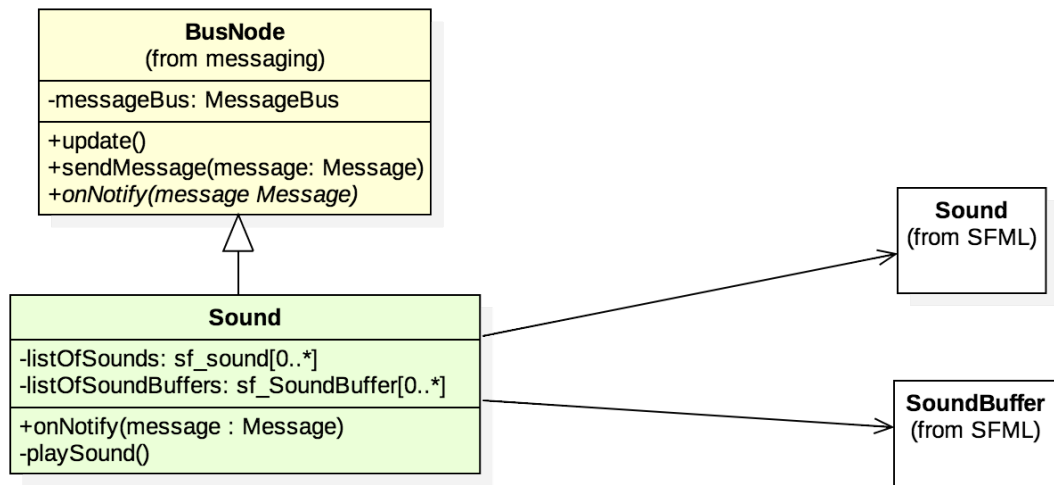 BusNode
(from messaging)
-messageBus: MessageBus
+update()
+sendMessage(message: Message)
+onNotify(message Message)
Sound
-listOfSounds: sf_sound[0..*]
-listOfSoundBuffers: sf_SoundBuffer[0..*]
+onNotify(message : Message)
-playSound()
Sound
(from SFML)
SoundBuffer
(from SFML)